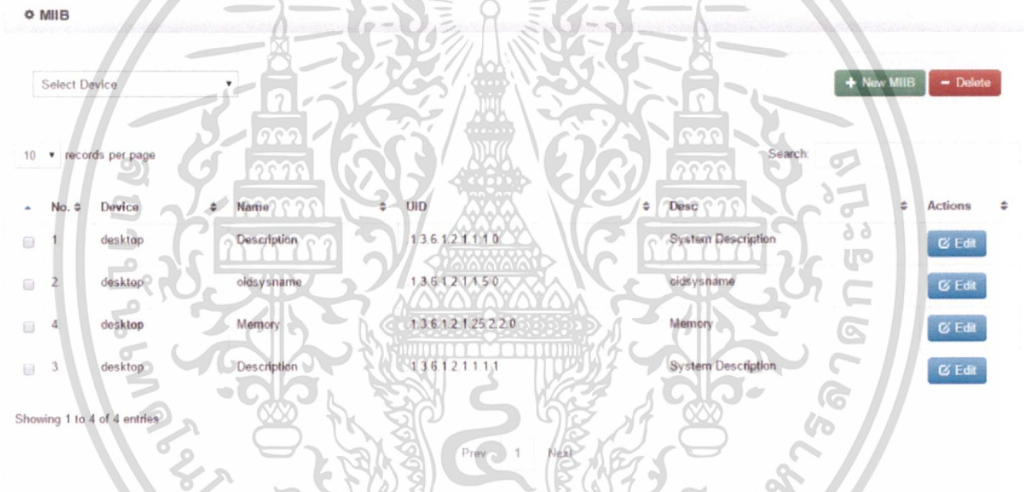 MIIB
Select Device
New MIIB Delete
10 records per page Search:
No. Device Name UID Desc Actions
1 desktop Description 1.3.6.1.2.1.1.1.0 System Description Edit
2 desktop oidsysname 1.3.6.1.2.1.1.5.0 oidsysname Edit
4 desktop Memory .1.3.6.1.2.1.25.2.2.0 Memory Edit
3 desktop Description 1.3.6.1.2.1.1.1.1 System Description Edit
Showing 1 to 4 of 4 entries
Prev 1 Next